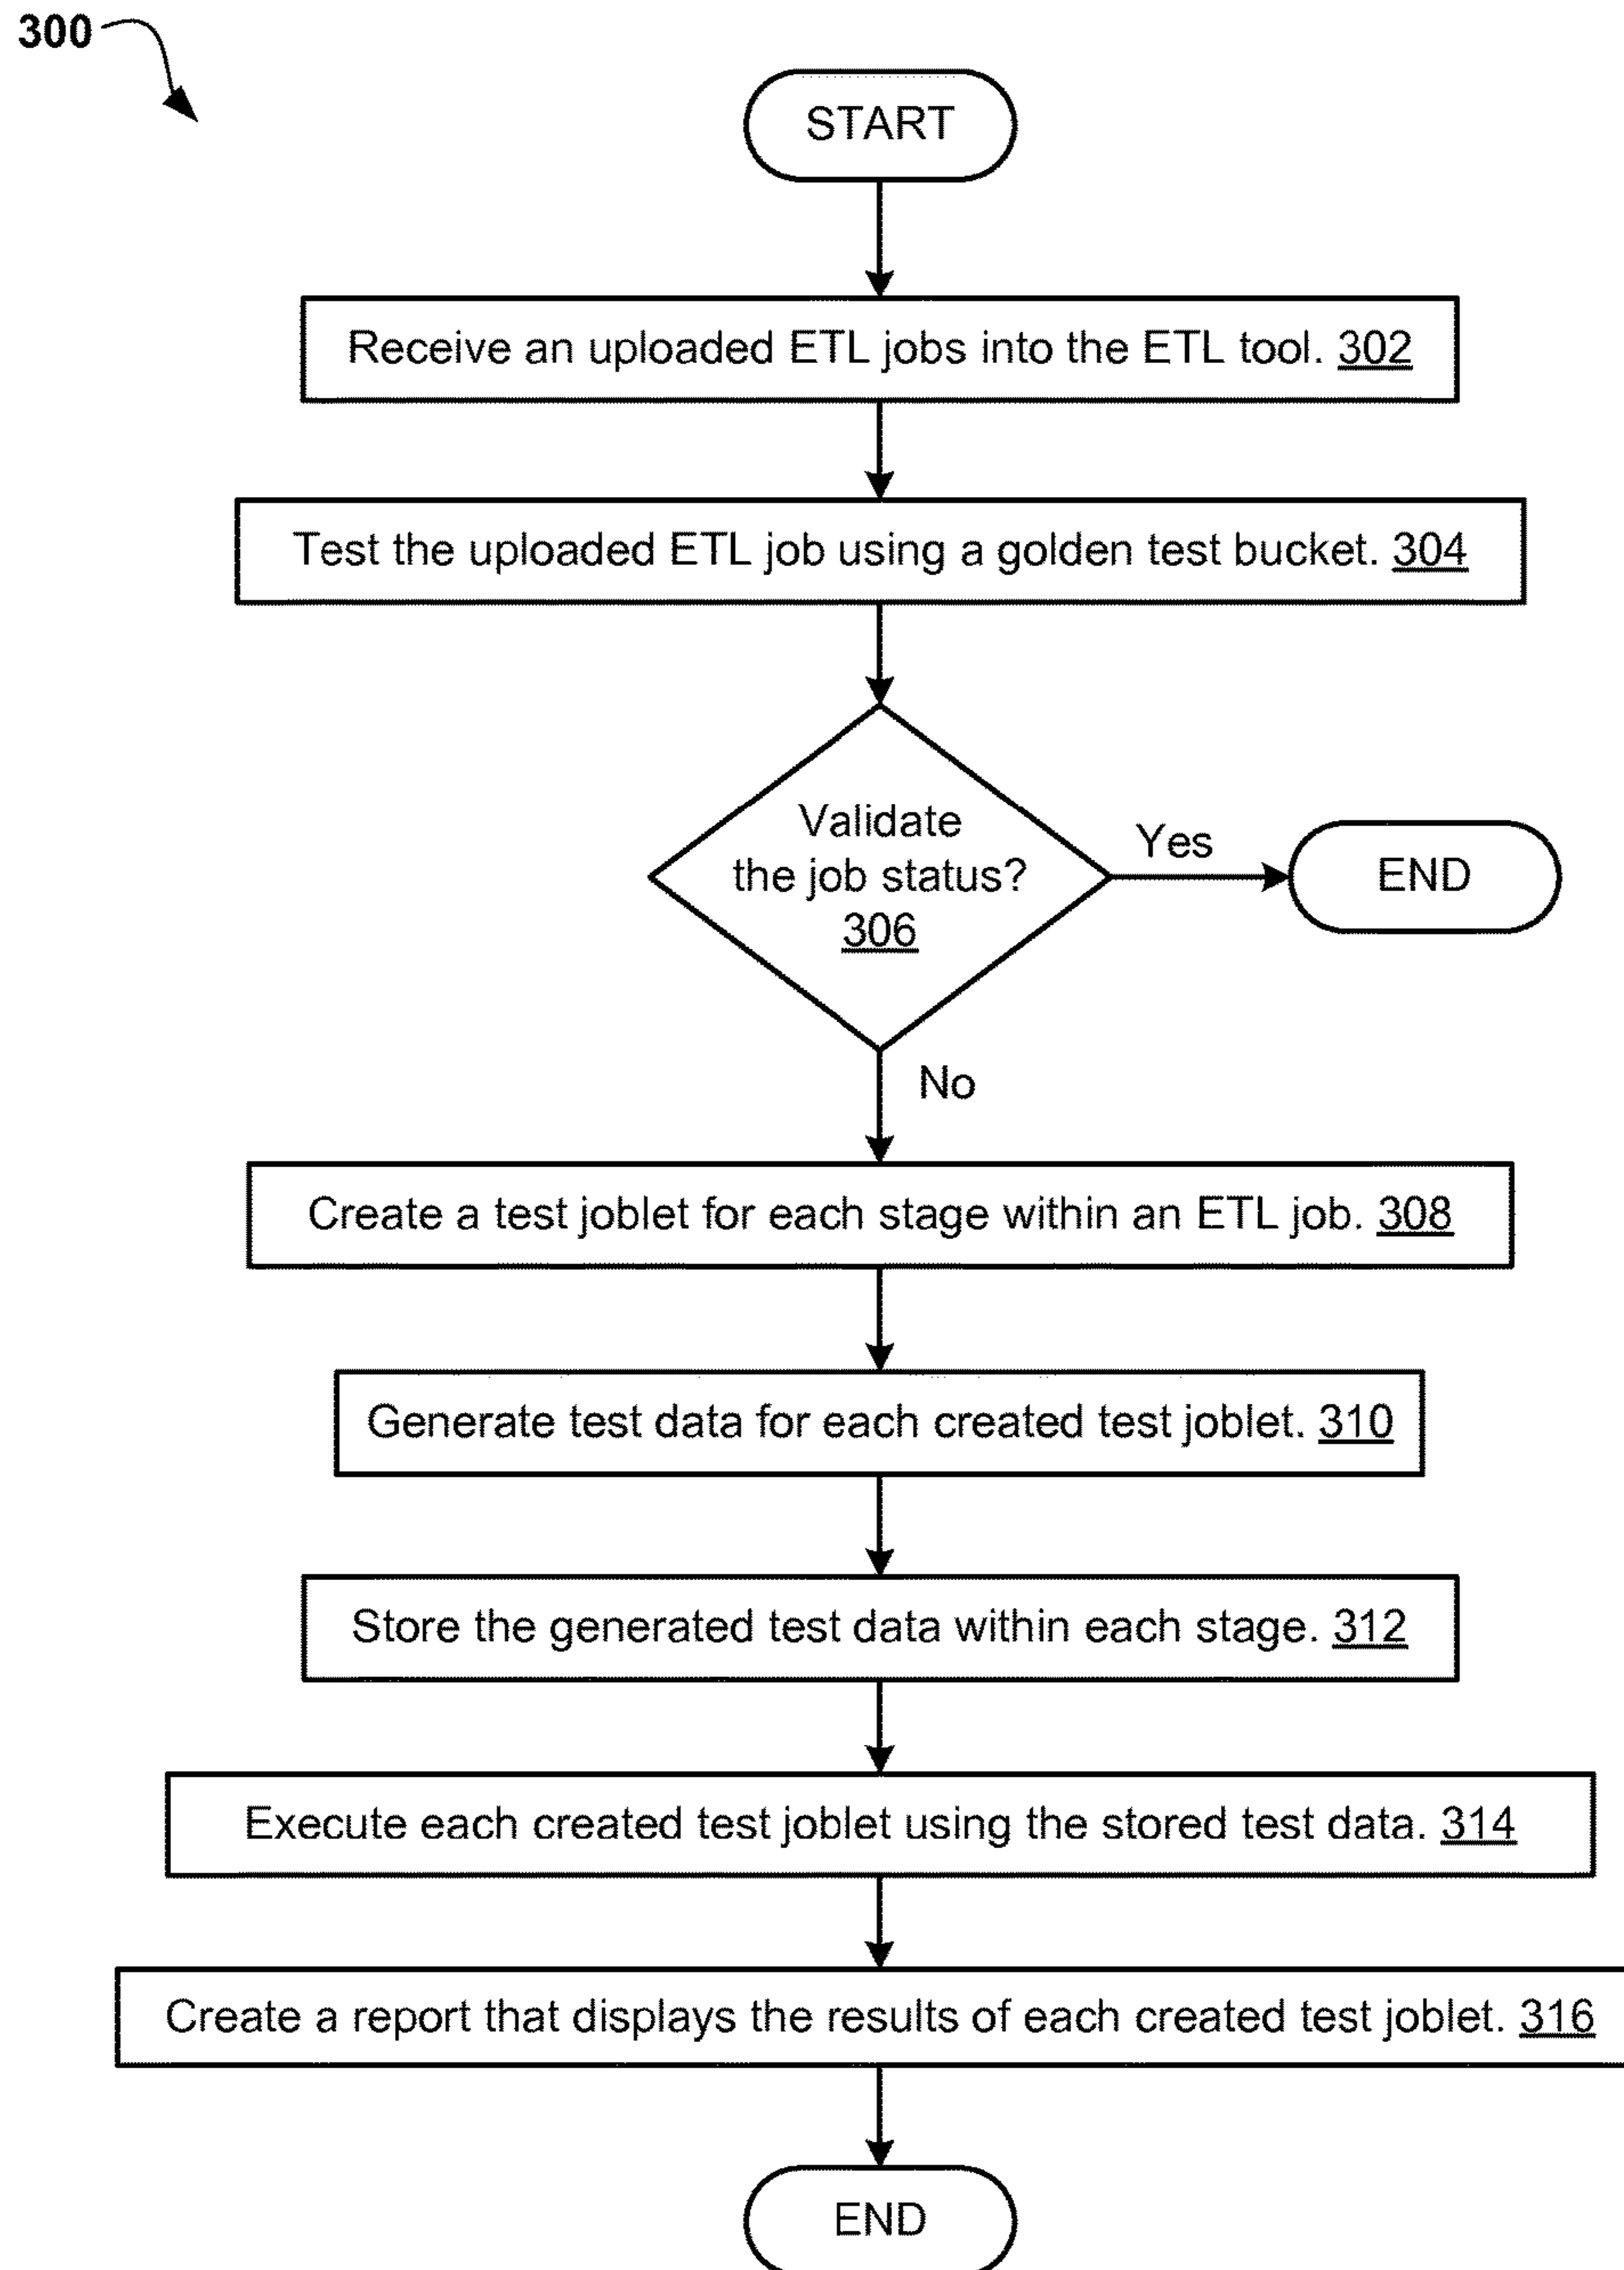 300
START
Receive an uploaded ETL jobs into the ETL tool. 302
Test the uploaded ETL job using a golden test bucket. 304
Validate
the job status?
306
Yes
END
No
Create a test joblet for each stage within an ETL job. 308
Generate test data for each created test joblet. 310
Store the generated test data within each stage. 312
Execute each created test joblet using the stored test data. 314
Create a report that displays the results of each created test joblet. 316
END